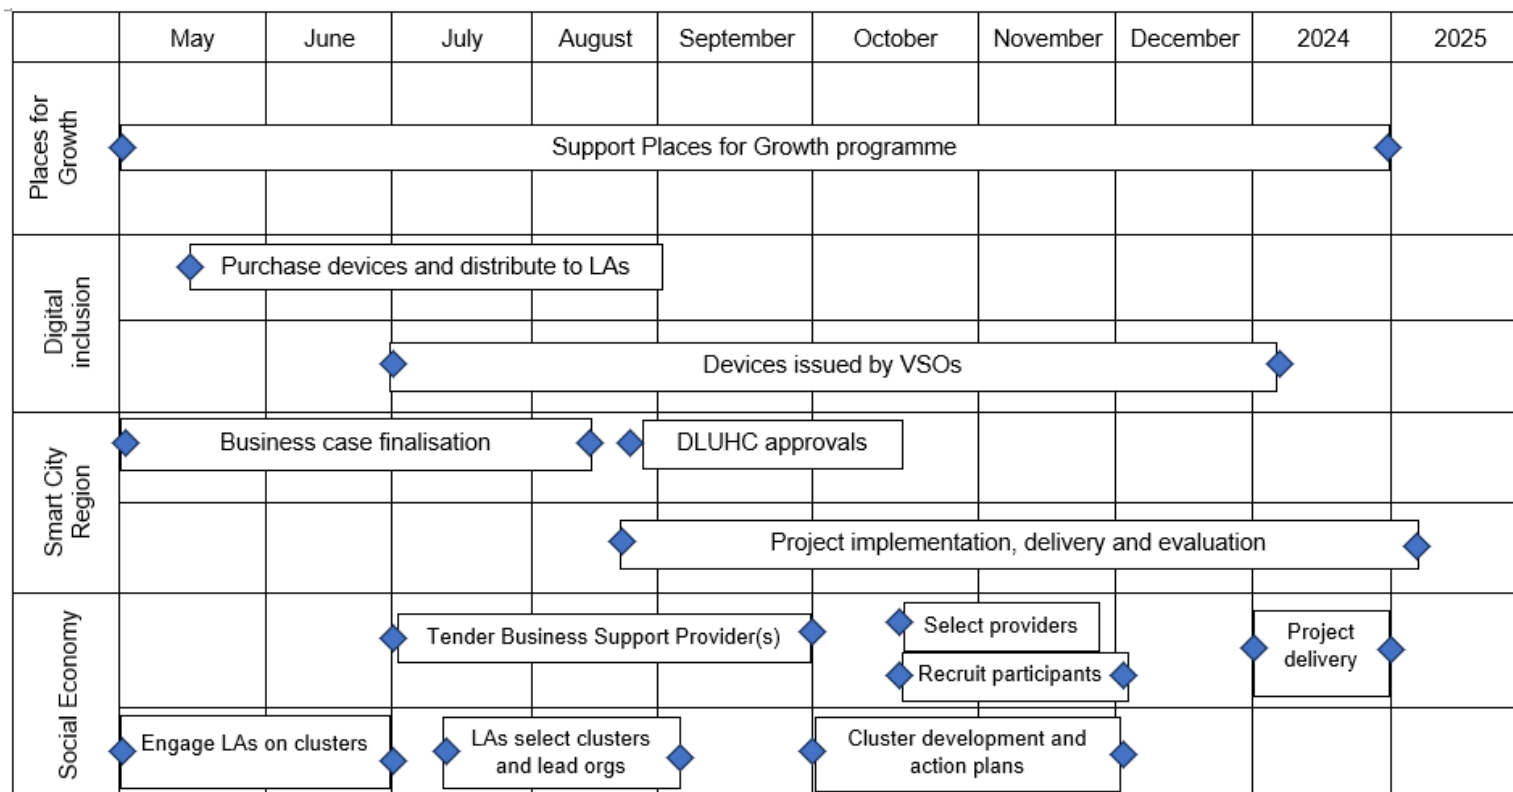 May June July August September October November December 2024 2025
Places for
Growth
Support Places for Growth programme
Digital
inclusion
Purchase devices and distribute to LAs
Devices issued by VSOs
Smart City
Region
Business case finalisation
DLUHC approvals
Project implementation, delivery and evaluation
Social Economy
Tender Business Support Provider(s)
Select providers
Recruit participants
Project
delivery
Engage LAs on clusters
LAs select clusters
and lead orgs
Cluster development and
action plans